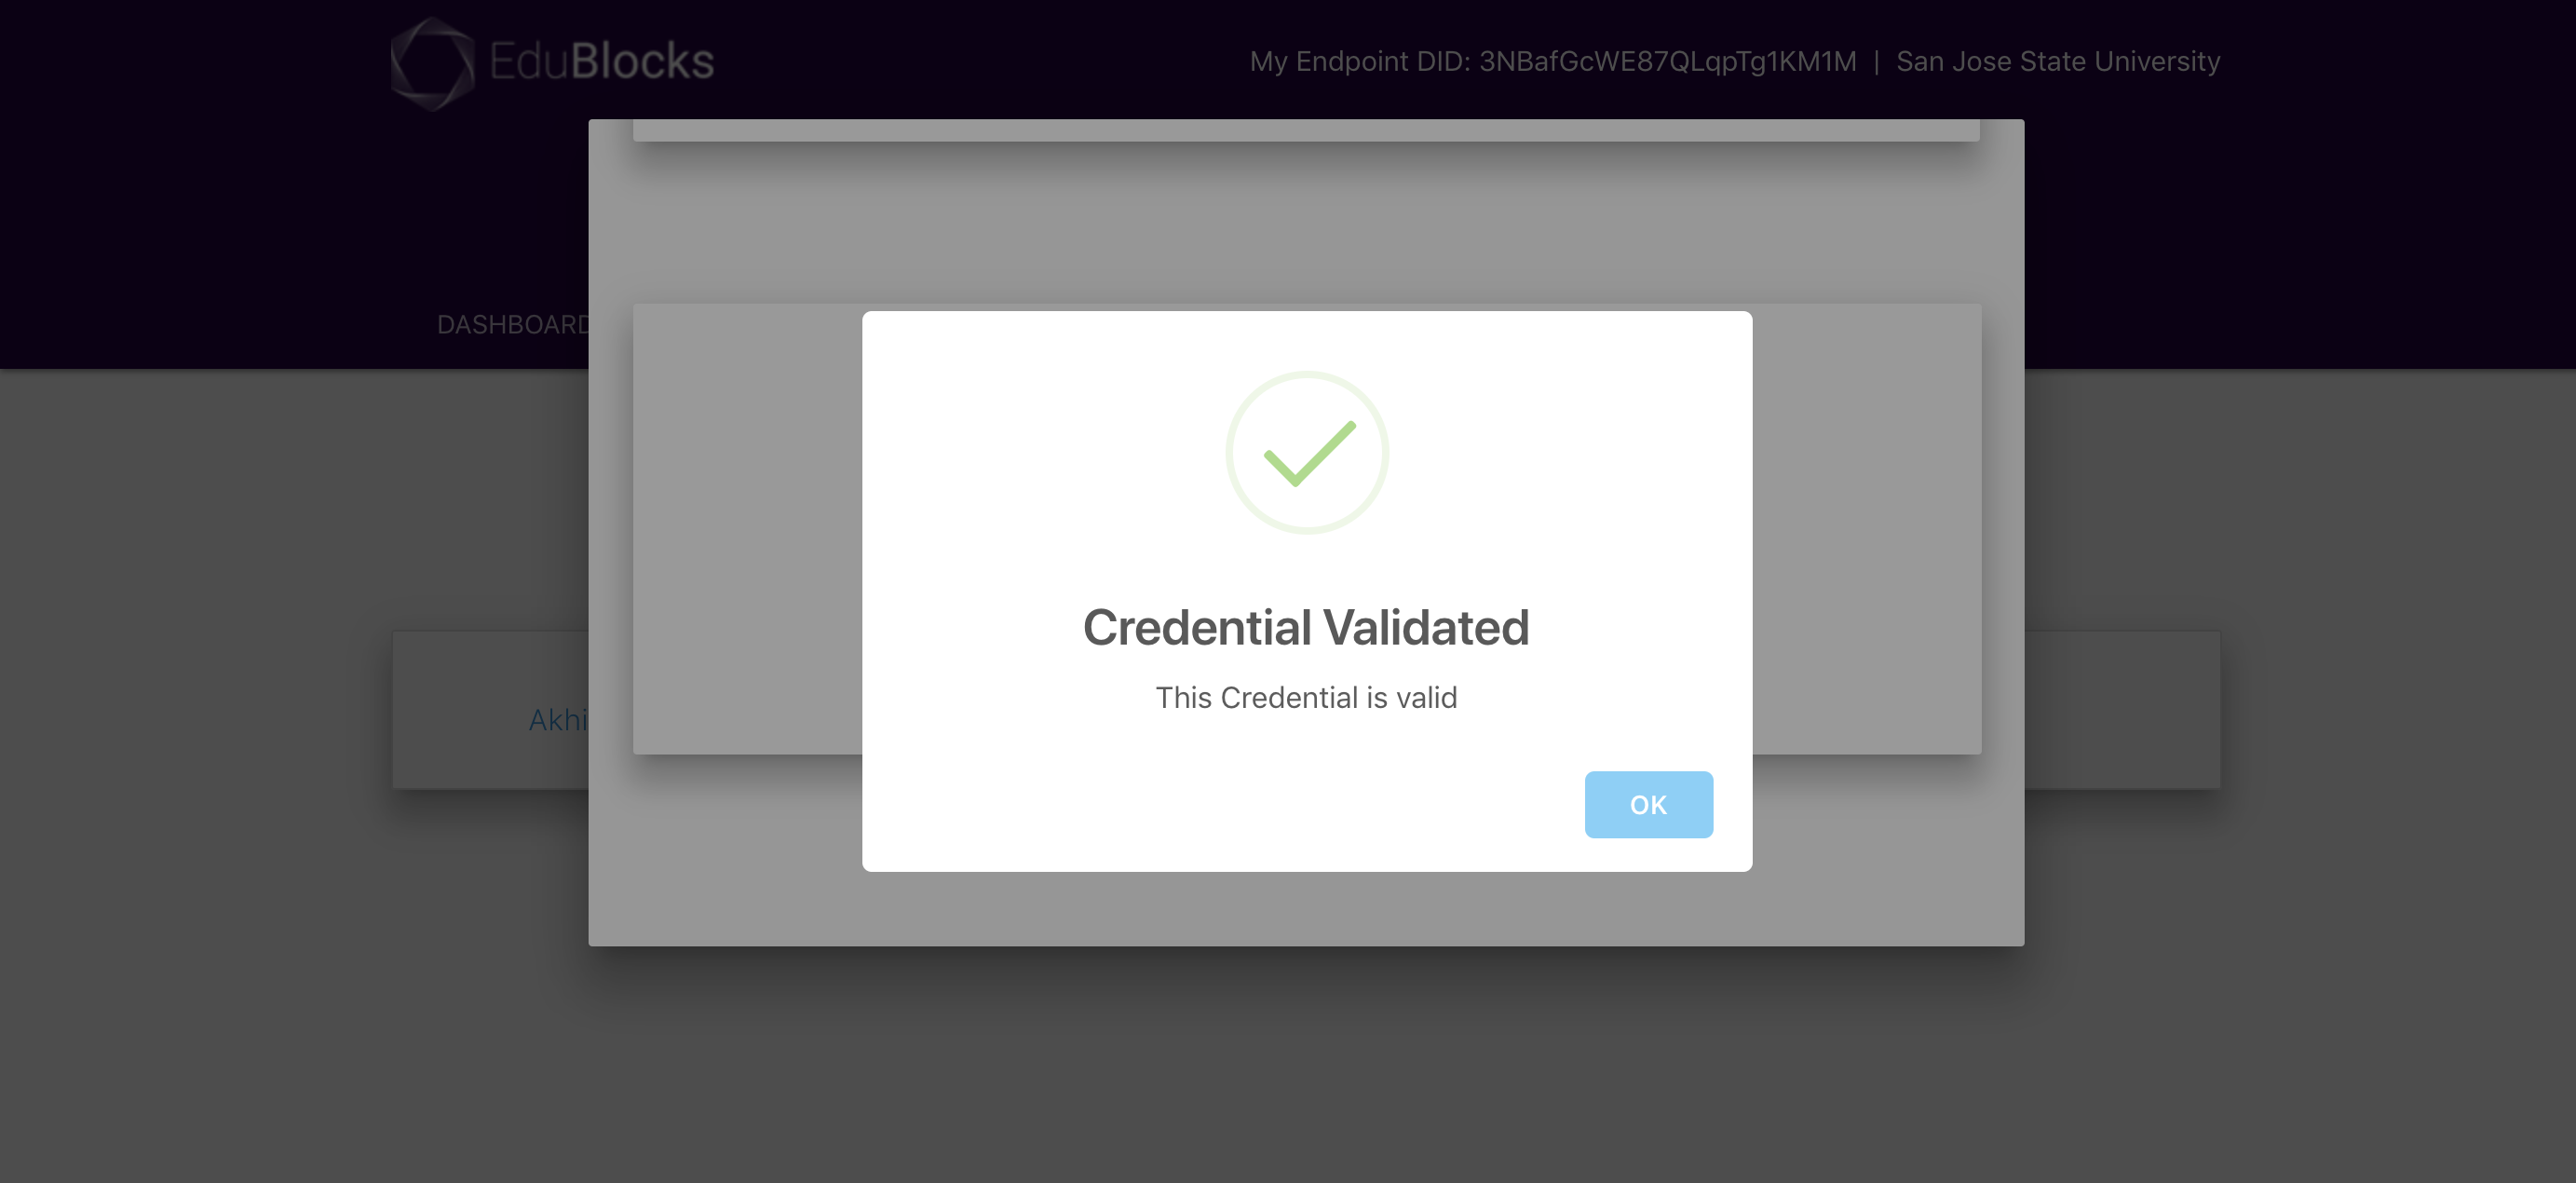 EduBlocks
My Endpoint DID: 3NBafGcWE87QLqpTg1KM1M | San Jose State University
DASHBOARD
Akhi
Credential Validated
This Credential is valid
OK